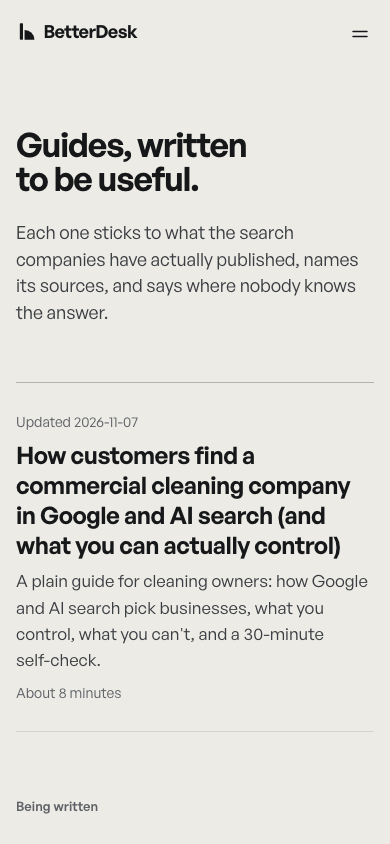 BetterDesk
Guides, written
to be useful.
Each one sticks to what the search
companies have actually published, names
its sources, and says where nobody knows
the answer.
Updated 2026-11-07
How customers find a
commercial cleaning company
in Google and AI search (and
what you can actually control)
A plain guide for cleaning owners: how Google
and AI search pick businesses, what you
control, what you can't, and a 30-minute
self-check.
About 8 minutes
Being written